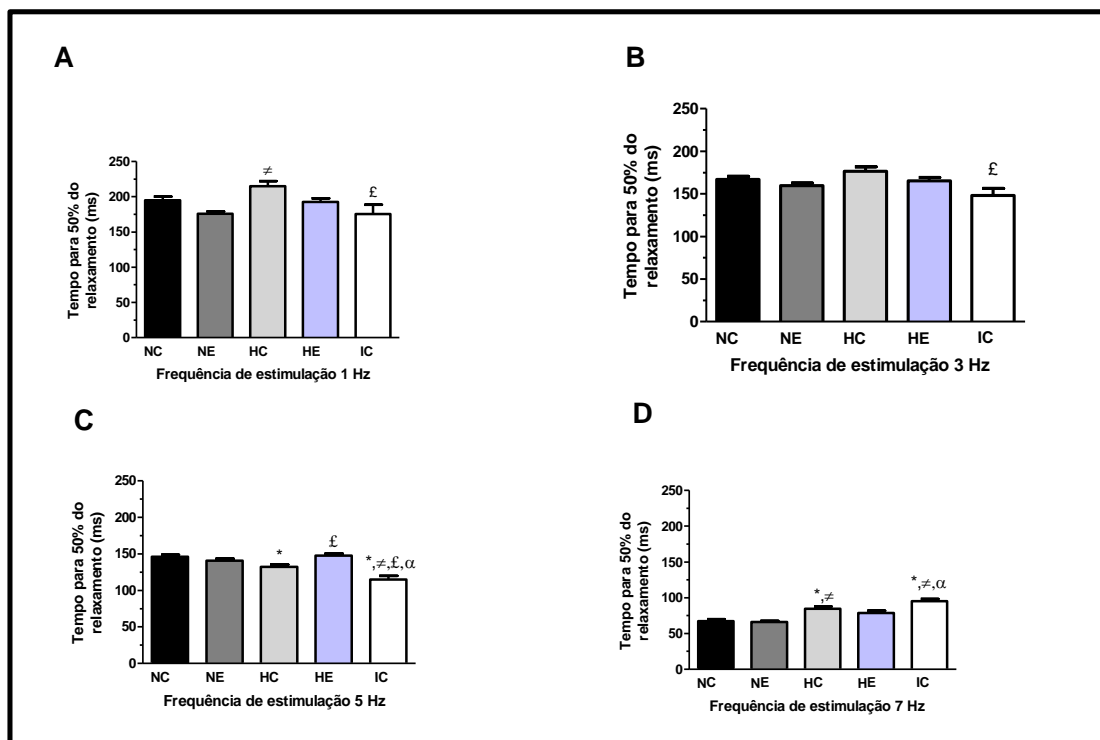 A
≠
£
250
200
150
100
50
0
Tempo para 50% do
relaxamento (ms)
NC NE HC HE IC
Frequência de estimulação 1 Hz
B
£
250
200
150
100
50
0
Tempo para 50% do
relaxamento (ms)
NC NE HC HE IC
Frequência de estimulação 3 Hz
C
*
£
*,≠,£,α
250
200
150
100
50
0
Tempo para 50% do
relaxamento (ms)
NC NE HC HE IC
Frequência de estimulação 5 Hz
D
*,≠
*,≠,α
250
200
150
100
50
0
Tempo para 50% do
relaxamento (ms)
NC NE HC HE IC
Frequência de estimulação 7 Hz